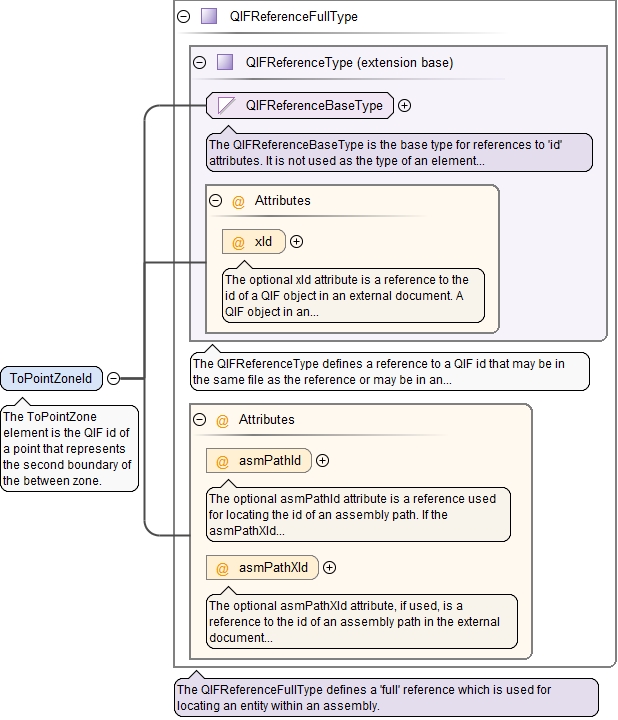 QIFReferenceFullType
QIFReferenceType (extension base)
QIFReferenceBaseType
The QIFReferenceBaseType is the base type for references to 'id'
attributes. It is not used as the type of an element...
@ Attributes
@ xId
The optional xId attribute is a reference to the
id of a QIF object in an external document. A
QIF object in an...
The QIFReferenceType defines a reference to a QIF id that may be in
the same file as the reference or may be in an...
ToPointZoneId
The ToPointZone
element is the QIF id of
a point that represents
the second boundary of
the between zone.
@ Attributes
@ asmPathId
The optional asmPathId attribute is a reference used
for locating the id of an assembly path. If the
asmPathXId...
@ asmPathXId
The optional asmPathXId attribute, if used, is a
reference to the id of an assembly path in the external
document...
The QIFReferenceFullType defines a 'full' reference which is used for
locating an entity within an assembly.